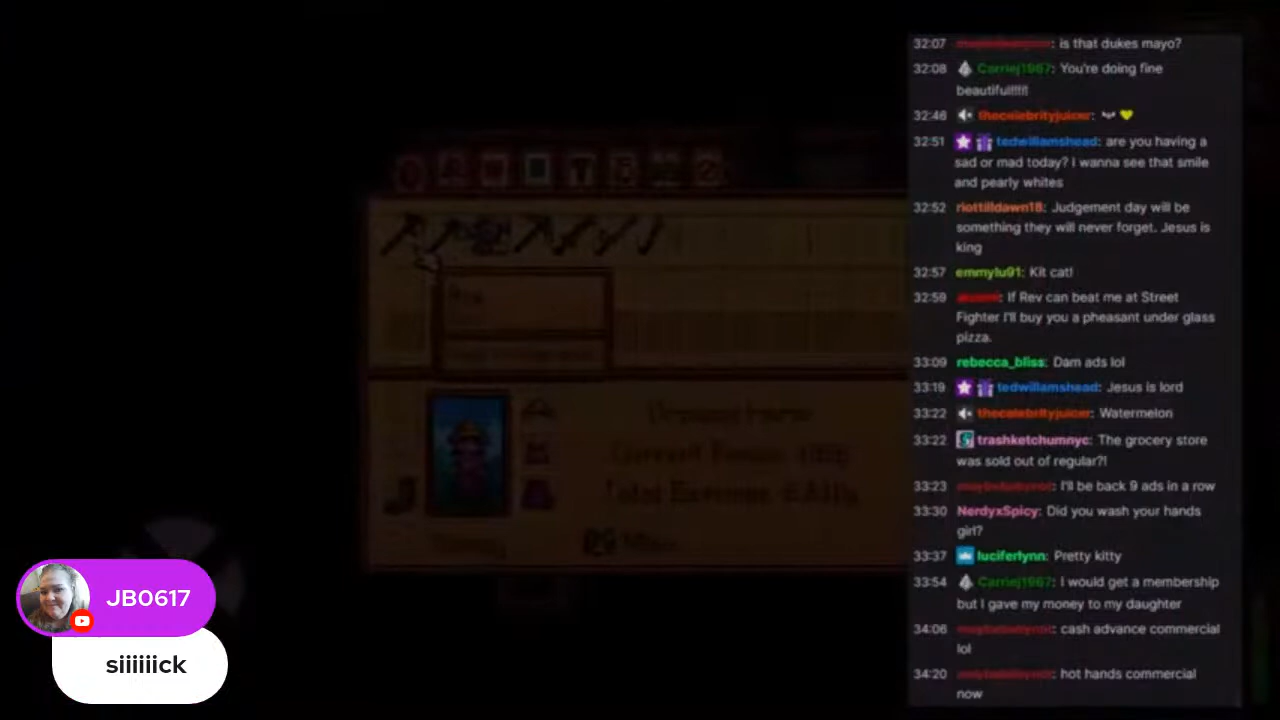 32:07 : is that dukes mayo?
32:08 Carriej1967: You're doing fine
beautiful!!!!!
32:46 thecelebrityjuicer:
32:51 tedwilliamshead: are you having a
sad or mad today? I wanna see that smile
and pearly whites
32:52 riottilldawn18: Judgement day will be
something they will never forget. Jesus is
king
32:57 emmylu91: Kit cat!
32:59 : If Rev can beat me at Street
Fighter I'll buy you a pheasant under glass
pizza.
33:09 rebecca_bliss: Dam ads lol
33:19 tedwilliamshead: Jesus is lord
33:22 thecelebrityjuicer: Watermelon
33:22 trashketchumnyc: The grocery store
was sold out of regular?!
33:23 : I'll be back 9 ads in a row
33:30 NerdyxSpicy: Did you wash your hands
girl?
33:37 luciferlynn: Pretty kitty
33:54 Carriej1967: I would get a membership
but I gave my money to my daughter
34:06 : cash advance commercial
lol
34:20 : hot hands commercial
now
JB0617
siiiiiick